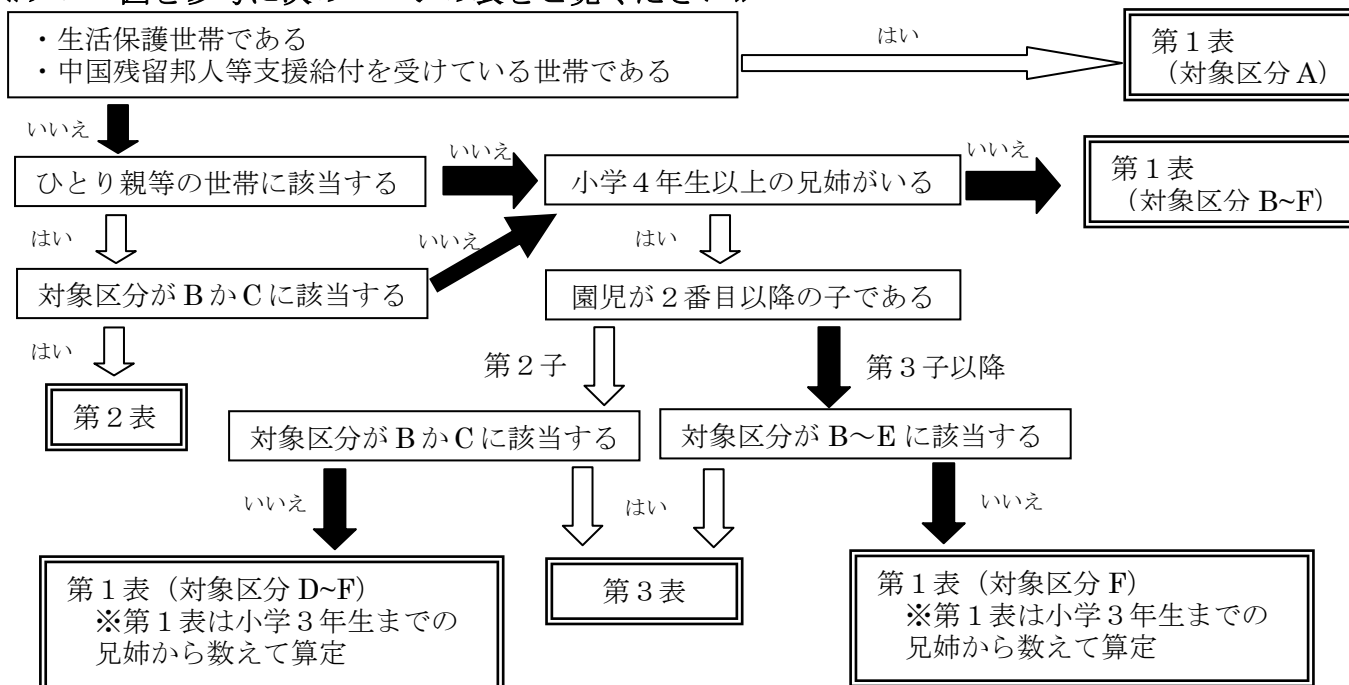 ・生活保護世帯である
・中国残留邦人等支援給付を受けている世帯である
はい
第１表
（対象区分 A）
いいえ
ひとり親等の世帯に該当する
いいえ
小学４年生以上の兄姉がいる
いいえ
第１表
（対象区分 B~F）
はい
いいえ
はい
対象区分が B か C に該当する
園児が２番目以降の子である
はい
第２子
第３子以降
第２表
対象区分が B か C に該当する
対象区分が B～E に該当する
いいえ
はい
いいえ
第１表（対象区分 D~F）
※第１表は小学３年生までの
兄姉から数えて算定
第３表
第１表（対象区分 F）
※第１表は小学３年生までの
兄姉から数えて算定